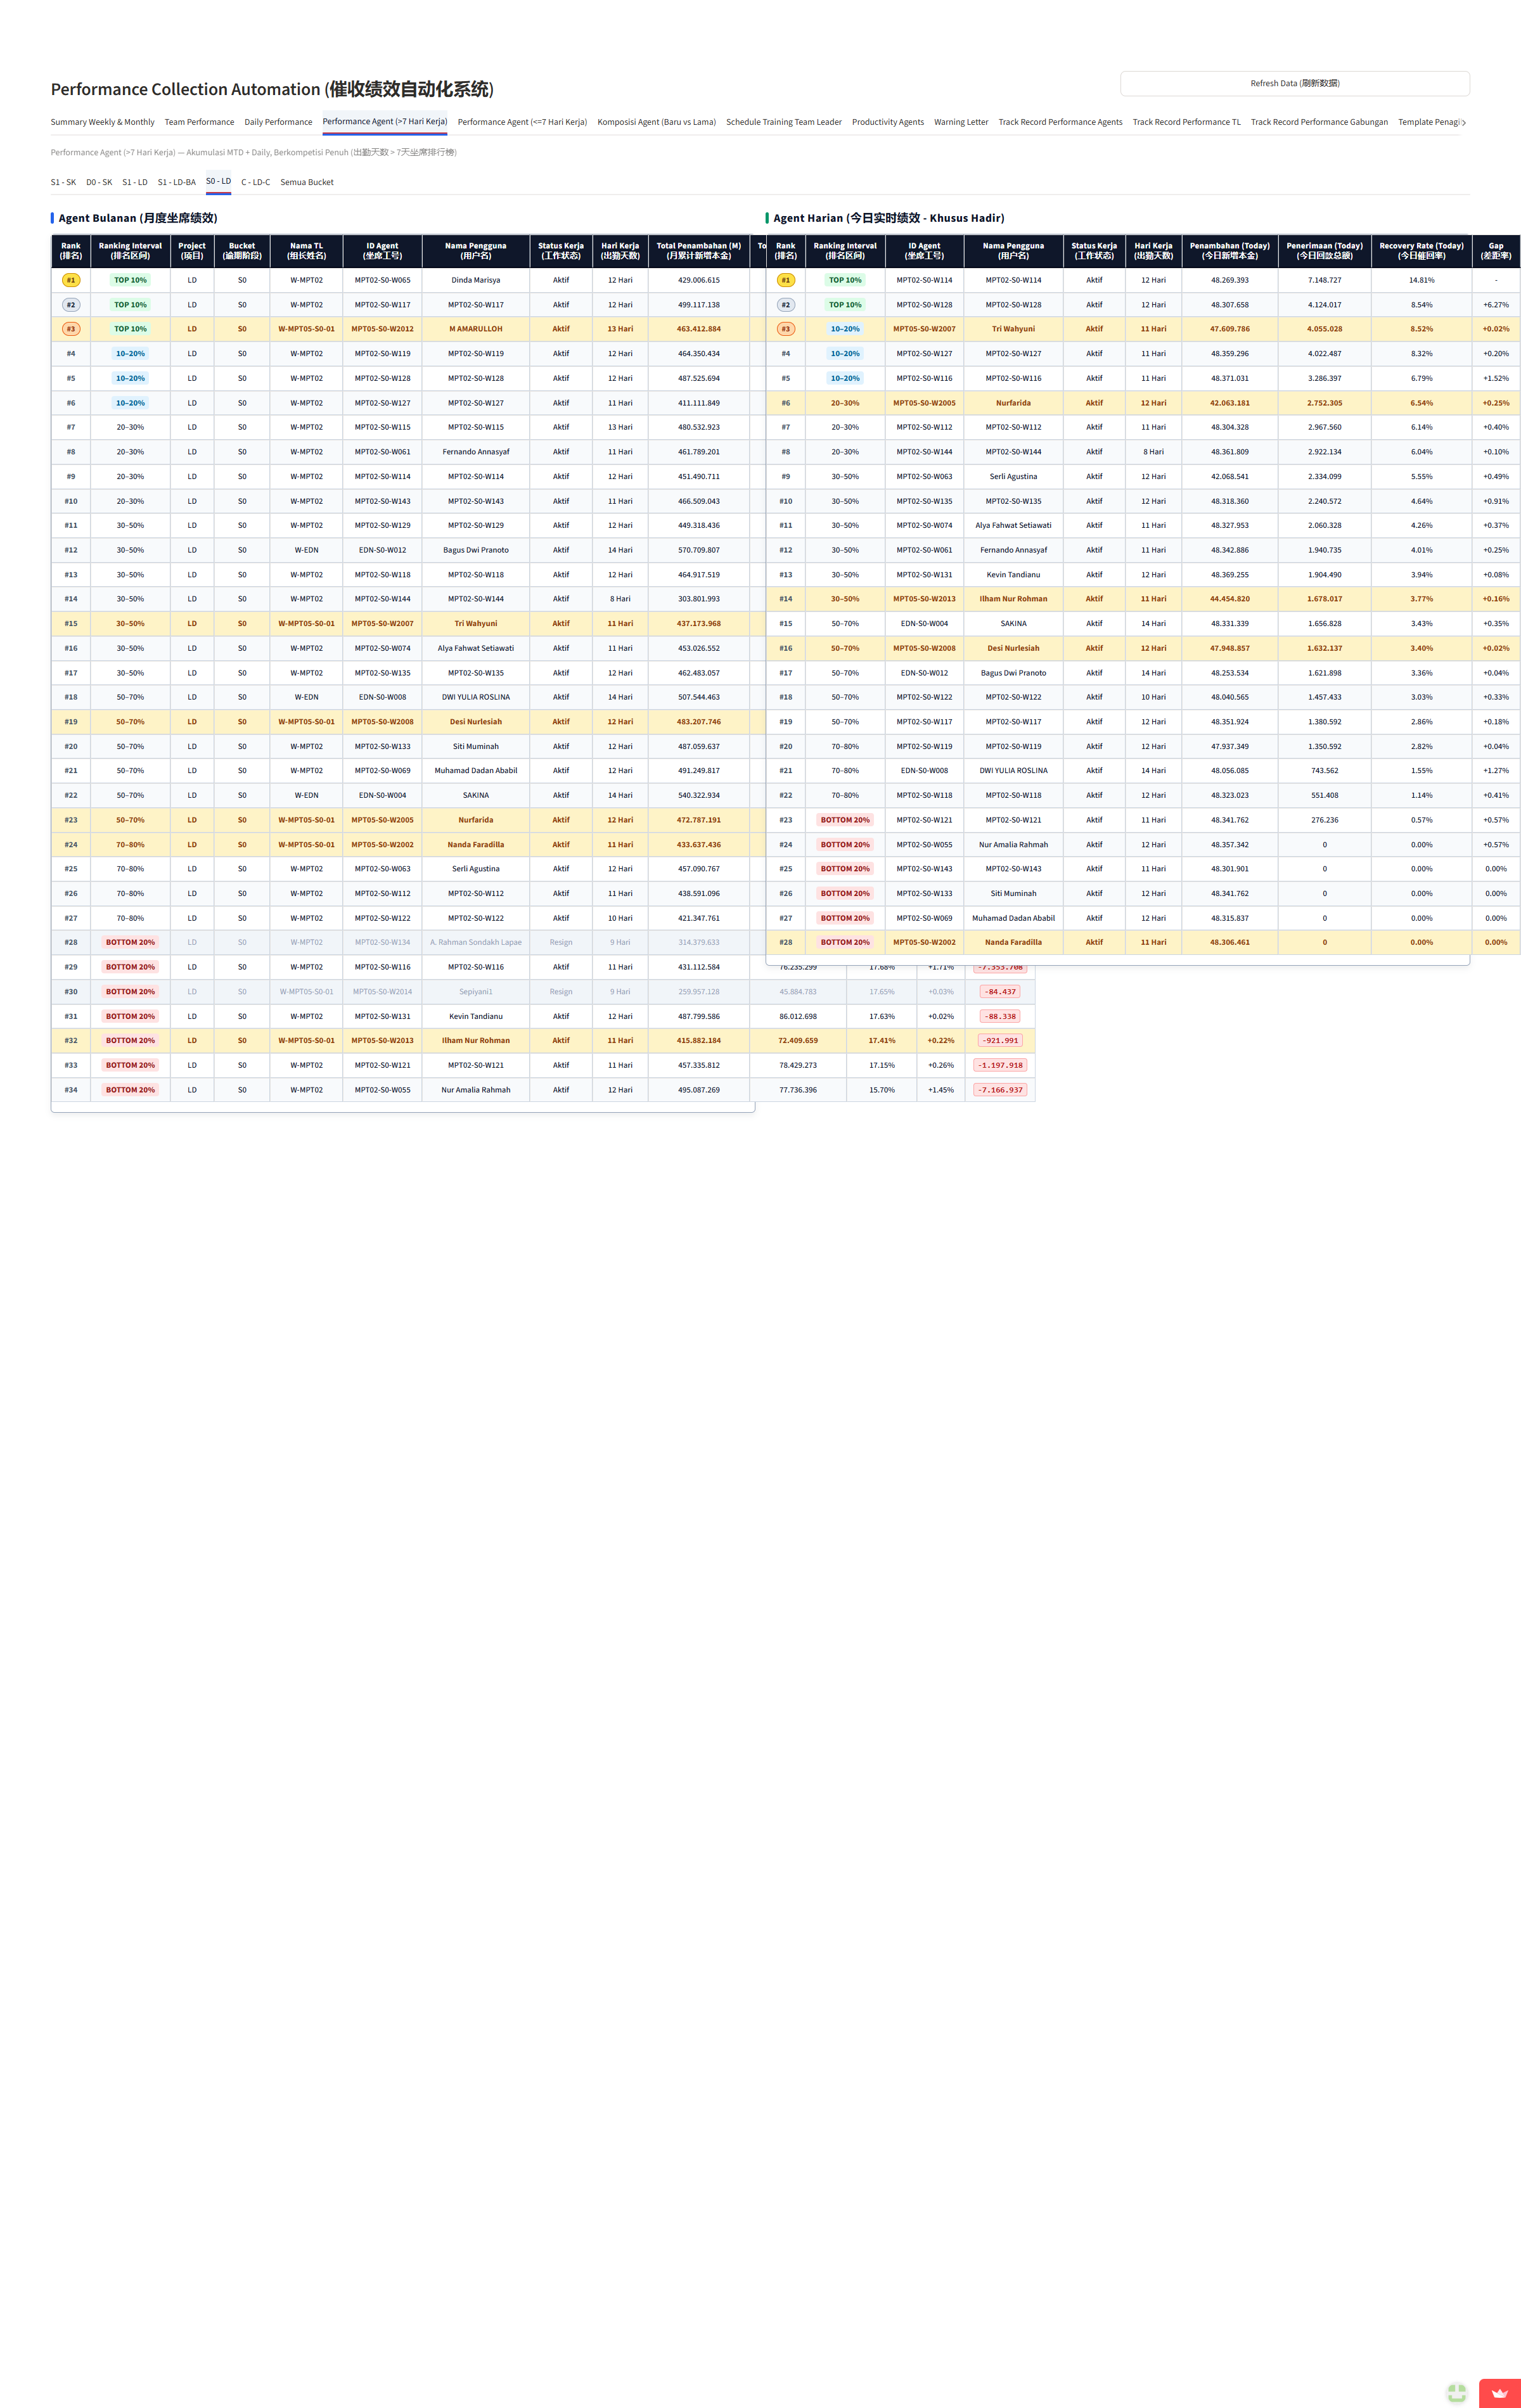 Performance Collection Automation (催收绩效自动化系统)
Refresh Data (刷新数据)
Summary Weekly & Monthly Team Performance Daily Performance Performance Agent (>7 Hari Kerja) Performance Agent (<=7 Hari Kerja) Komposisi Agent (Baru vs Lama) Schedule Training Team Leader Productivity Agents Warning Letter Track Record Performance Agents Track Record Performance TL Track Record Performance Gabungan Template Penagi
Performance Agent (>7 Hari Kerja) — Akumulasi MTD + Daily, Berkompetisi Penuh (出勤天数 > 7天坐席排行榜)
S1 - SK D0 - SK S1 - LD S1 - LD-BA S0 - LD C - LD-C Semua Bucket
Agent Bulanan (月度坐席绩效)
Rank Ranking Interval Project Bucket Nama TL ID Agent Nama Pengguna Status Kerja Hari Kerja Total Penambahan (M) To
(排名) (排名区间) (项目) (逾期阶段) (组长姓名) (坐席工号) (用户名) (工作状态) (出勤天数) (月累计新增本金)
#1 TOP 10% LD S0 W-MPT02 MPT02-S0-W065 Dinda Marisya Aktif 12 Hari 429.006.615
#2 TOP 10% LD S0 W-MPT02 MPT02-S0-W117 MPT02-S0-W117 Aktif 12 Hari 499.117.138
#3 TOP 10% LD S0 W-MPT05-S0-01 MPT05-S0-W2012 M AMARULLOH Aktif 13 Hari 463.412.884
#4 10–20% LD S0 W-MPT02 MPT02-S0-W119 MPT02-S0-W119 Aktif 12 Hari 464.350.434
#5 10–20% LD S0 W-MPT02 MPT02-S0-W128 MPT02-S0-W128 Aktif 12 Hari 487.525.694
#6 10–20% LD S0 W-MPT02 MPT02-S0-W127 MPT02-S0-W127 Aktif 11 Hari 411.111.849
#7 20–30% LD S0 W-MPT02 MPT02-S0-W115 MPT02-S0-W115 Aktif 13 Hari 480.532.923
#8 20–30% LD S0 W-MPT02 MPT02-S0-W061 Fernando Annasyaf Aktif 11 Hari 461.789.201
#9 20–30% LD S0 W-MPT02 MPT02-S0-W114 MPT02-S0-W114 Aktif 12 Hari 451.490.711
#10 20–30% LD S0 W-MPT02 MPT02-S0-W143 MPT02-S0-W143 Aktif 11 Hari 466.509.043
#11 30–50% LD S0 W-MPT02 MPT02-S0-W129 MPT02-S0-W129 Aktif 12 Hari 449.318.436
#12 30–50% LD S0 W-EDN EDN-S0-W012 Bagus Dwi Pranoto Aktif 14 Hari 570.709.807
#13 30–50% LD S0 W-MPT02 MPT02-S0-W118 MPT02-S0-W118 Aktif 12 Hari 464.917.519
#14 30–50% LD S0 W-MPT02 MPT02-S0-W144 MPT02-S0-W144 Aktif 8 Hari 303.801.993
#15 30–50% LD S0 W-MPT05-S0-01 MPT05-S0-W2007 Tri Wahyuni Aktif 11 Hari 437.173.968
#16 30–50% LD S0 W-MPT02 MPT02-S0-W074 Alya Fahwat Setiawati Aktif 11 Hari 453.026.552
#17 30–50% LD S0 W-MPT02 MPT02-S0-W135 MPT02-S0-W135 Aktif 12 Hari 462.483.057
#18 50–70% LD S0 W-EDN EDN-S0-W008 DWI YULIA ROSLINA Aktif 14 Hari 507.544.463
#19 50–70% LD S0 W-MPT05-S0-01 MPT05-S0-W2008 Desi Nurlesiah Aktif 12 Hari 483.207.746
#20 50–70% LD S0 W-MPT02 MPT02-S0-W133 Siti Muminah Aktif 12 Hari 487.059.637
#21 50–70% LD S0 W-MPT02 MPT02-S0-W069 Muhamad Dadan Ababil Aktif 12 Hari 491.249.817
#22 50–70% LD S0 W-EDN EDN-S0-W004 SAKINA Aktif 14 Hari 540.322.934
#23 50–70% LD S0 W-MPT05-S0-01 MPT05-S0-W2005 Nurfarida Aktif 12 Hari 472.787.191
#24 70–80% LD S0 W-MPT05-S0-01 MPT05-S0-W2002 Nanda Faradilla Aktif 11 Hari 433.637.436
#25 70–80% LD S0 W-MPT02 MPT02-S0-W063 Serli Agustina Aktif 12 Hari 457.090.767
#26 70–80% LD S0 W-MPT02 MPT02-S0-W112 MPT02-S0-W112 Aktif 11 Hari 438.591.096
#27 70–80% LD S0 W-MPT02 MPT02-S0-W122 MPT02-S0-W122 Aktif 10 Hari 421.347.761
#28 BOTTOM 20% LD S0 W-MPT02 MPT02-S0-W134 A. Rahman Sondakh Lapae Resign 9 Hari 314.379.633
#29 BOTTOM 20% LD S0 W-MPT02 MPT02-S0-W116 MPT02-S0-W116 Aktif 11 Hari 431.112.584 76.235.299 17.68% +1.71% -7.353.708
#30 BOTTOM 20% LD S0 W-MPT05-S0-01 MPT05-S0-W2014 Sepiyani1 Resign 9 Hari 259.957.128 45.884.783 17.65% +0.03% -84.437
#31 BOTTOM 20% LD S0 W-MPT02 MPT02-S0-W131 Kevin Tandianu Aktif 12 Hari 487.799.586 86.012.698 17.63% +0.02% -88.338
#32 BOTTOM 20% LD S0 W-MPT05-S0-01 MPT05-S0-W2013 Ilham Nur Rohman Aktif 11 Hari 415.882.184 72.409.659 17.41% +0.22% -921.991
#33 BOTTOM 20% LD S0 W-MPT02 MPT02-S0-W121 MPT02-S0-W121 Aktif 11 Hari 457.335.812 78.429.273 17.15% +0.26% -1.197.918
#34 BOTTOM 20% LD S0 W-MPT02 MPT02-S0-W055 Nur Amalia Rahmah Aktif 12 Hari 495.087.269 77.736.396 15.70% +1.45% -7.166.937
Agent Harian (今日实时绩效 - Khusus Hadir)
Rank Ranking Interval ID Agent Nama Pengguna Status Kerja Hari Kerja Penambahan (Today) Penerimaan (Today) Recovery Rate (Today) Gap
(排名) (排名区间) (坐席工号) (用户名) (工作状态) (出勤天数) (今日新增本金) (今日回款总额) (今日催回率) (差距率)
#1 TOP 10% MPT02-S0-W114 MPT02-S0-W114 Aktif 12 Hari 48.269.393 7.148.727 14.81% -
#2 TOP 10% MPT02-S0-W128 MPT02-S0-W128 Aktif 12 Hari 48.307.658 4.124.017 8.54% +6.27%
#3 10–20% MPT05-S0-W2007 Tri Wahyuni Aktif 11 Hari 47.609.786 4.055.028 8.52% +0.02%
#4 10–20% MPT02-S0-W127 MPT02-S0-W127 Aktif 11 Hari 48.359.296 4.022.487 8.32% +0.20%
#5 10–20% MPT02-S0-W116 MPT02-S0-W116 Aktif 11 Hari 48.371.031 3.286.397 6.79% +1.52%
#6 20–30% MPT05-S0-W2005 Nurfarida Aktif 12 Hari 42.063.181 2.752.305 6.54% +0.25%
#7 20–30% MPT02-S0-W112 MPT02-S0-W112 Aktif 11 Hari 48.304.328 2.967.560 6.14% +0.40%
#8 20–30% MPT02-S0-W144 MPT02-S0-W144 Aktif 8 Hari 48.361.809 2.922.134 6.04% +0.10%
#9 30–50% MPT02-S0-W063 Serli Agustina Aktif 12 Hari 42.068.541 2.334.099 5.55% +0.49%
#10 30–50% MPT02-S0-W135 MPT02-S0-W135 Aktif 12 Hari 48.318.360 2.240.572 4.64% +0.91%
#11 30–50% MPT02-S0-W074 Alya Fahwat Setiawati Aktif 11 Hari 48.327.953 2.060.328 4.26% +0.37%
#12 30–50% MPT02-S0-W061 Fernando Annasyaf Aktif 11 Hari 48.342.886 1.940.735 4.01% +0.25%
#13 30–50% MPT02-S0-W131 Kevin Tandianu Aktif 12 Hari 48.369.255 1.904.490 3.94% +0.08%
#14 30–50% MPT05-S0-W2013 Ilham Nur Rohman Aktif 11 Hari 44.454.820 1.678.017 3.77% +0.16%
#15 50–70% EDN-S0-W004 SAKINA Aktif 14 Hari 48.331.339 1.656.828 3.43% +0.35%
#16 50–70% MPT05-S0-W2008 Desi Nurlesiah Aktif 12 Hari 47.948.857 1.632.137 3.40% +0.02%
#17 50–70% EDN-S0-W012 Bagus Dwi Pranoto Aktif 14 Hari 48.253.534 1.621.898 3.36% +0.04%
#18 50–70% MPT02-S0-W122 MPT02-S0-W122 Aktif 10 Hari 48.040.565 1.457.433 3.03% +0.33%
#19 50–70% MPT02-S0-W117 MPT02-S0-W117 Aktif 12 Hari 48.351.924 1.380.592 2.86% +0.18%
#20 70–80% MPT02-S0-W119 MPT02-S0-W119 Aktif 12 Hari 47.937.349 1.350.592 2.82% +0.04%
#21 70–80% EDN-S0-W008 DWI YULIA ROSLINA Aktif 14 Hari 48.056.085 743.562 1.55% +1.27%
#22 70–80% MPT02-S0-W118 MPT02-S0-W118 Aktif 12 Hari 48.323.023 551.408 1.14% +0.41%
#23 BOTTOM 20% MPT02-S0-W121 MPT02-S0-W121 Aktif 11 Hari 48.341.762 276.236 0.57% +0.57%
#24 BOTTOM 20% MPT02-S0-W055 Nur Amalia Rahmah Aktif 12 Hari 48.357.342 0 0.00% +0.57%
#25 BOTTOM 20% MPT02-S0-W143 MPT02-S0-W143 Aktif 11 Hari 48.301.901 0 0.00% 0.00%
#26 BOTTOM 20% MPT02-S0-W133 Siti Muminah Aktif 12 Hari 48.341.762 0 0.00% 0.00%
#27 BOTTOM 20% MPT02-S0-W069 Muhamad Dadan Ababil Aktif 12 Hari 48.315.837 0 0.00% 0.00%
#28 BOTTOM 20% MPT05-S0-W2002 Nanda Faradilla Aktif 11 Hari 48.306.461 0 0.00% 0.00%